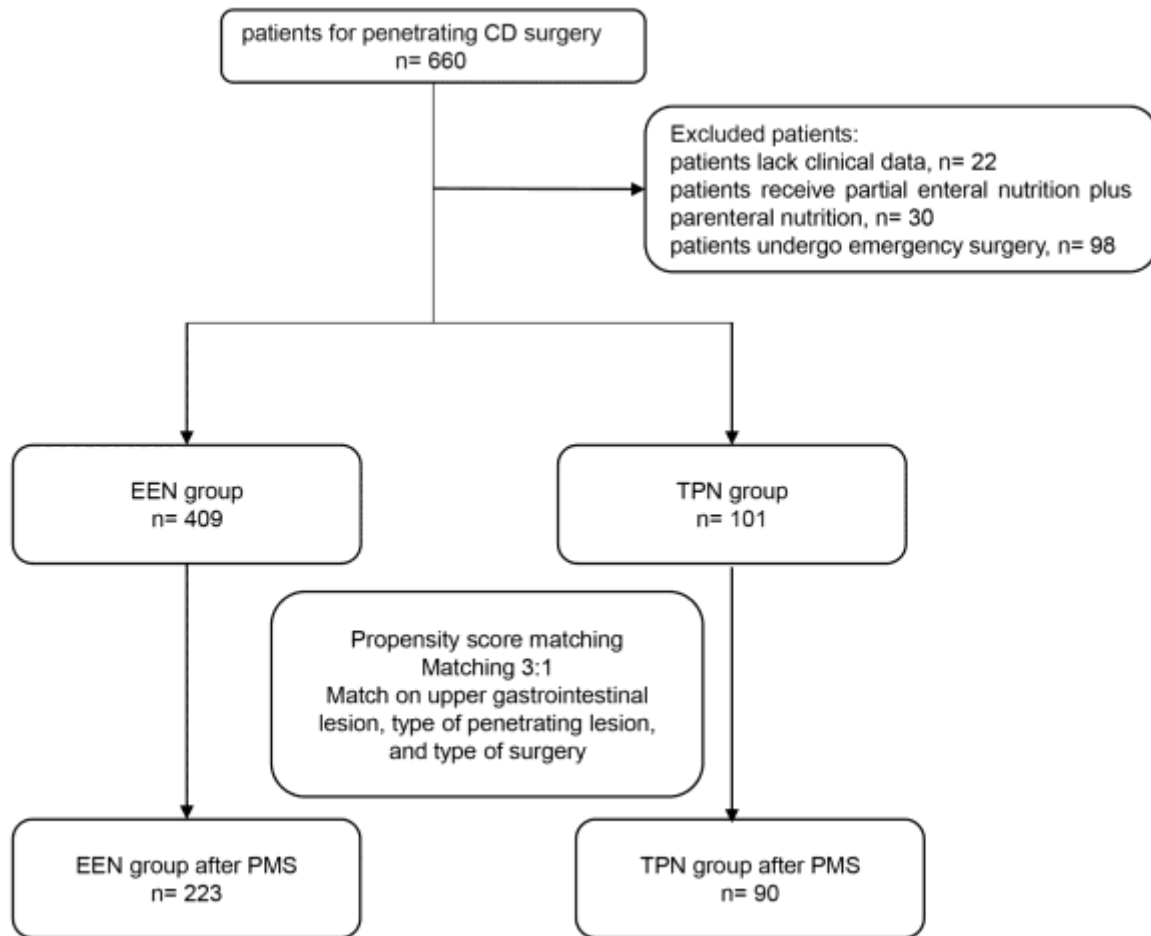 patients for penetrating CD surgery
n= 660
Excluded patients:
patients lack clinical data, n= 22
patients receive partial enteral nutrition plus
parenteral nutrition, n= 30
patients undergo emergency surgery, n= 98
EEN group
n= 409
TPN group
n= 101
Propensity score matching
Matching 3:1
Match on upper gastrointestinal
lesion, type of penetrating lesion,
and type of surgery
EEN group after PMS
n= 223
TPN group after PMS
n= 90